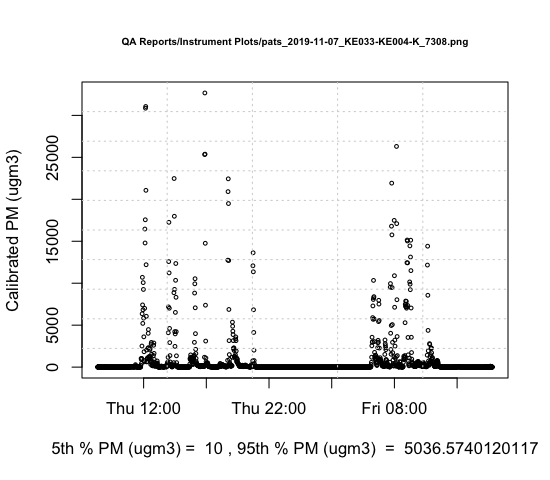 QA Reports/Instrument Plots/pats_2019-11-07_KE033-KE004-K_7308.png
Calibrated PM (ugm3)
25000
15000
5000
0
Thu 12:00 Thu 22:00 Fri 08:00
5th % PM (ugm3) = 10 , 95th % PM (ugm3) = 5036.5740120117